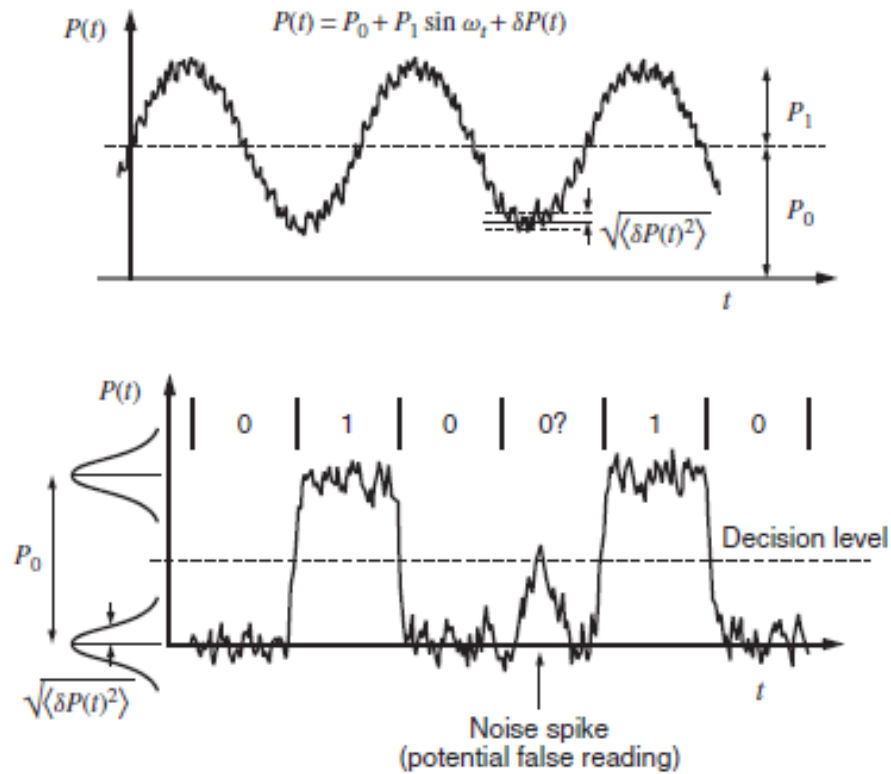 P(t)
P(t) = P₀ + P₁ sin ωₜ + δP(t)
P₁
P₀
√⟨δP(t)²⟩
t
P(t)
0 1 0 0? 1 0
Decision level
P₀
√⟨δP(t)²⟩
t
Noise spike
(potential false reading)